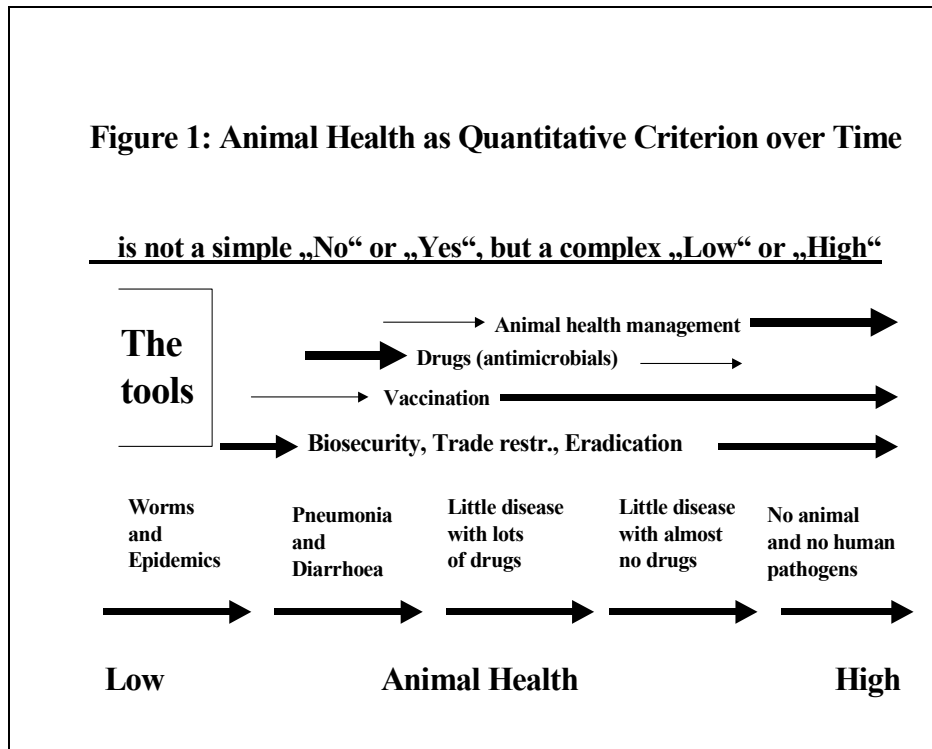 Figure 1: Animal Health as Quantitative Criterion over Time
is not a simple „No“ or „Yes“, but a complex „Low“ or „High“
The
tools
Animal health management
Drugs (antimicrobials)
Vaccination
Biosecurity, Trade restr., Eradication
Worms
and
Epidemics
Pneumonia
and
Diarrhoea
Little disease
with lots
of drugs
Little disease
with almost
no drugs
No animal
and no human
pathogens
Low
Animal Health
High